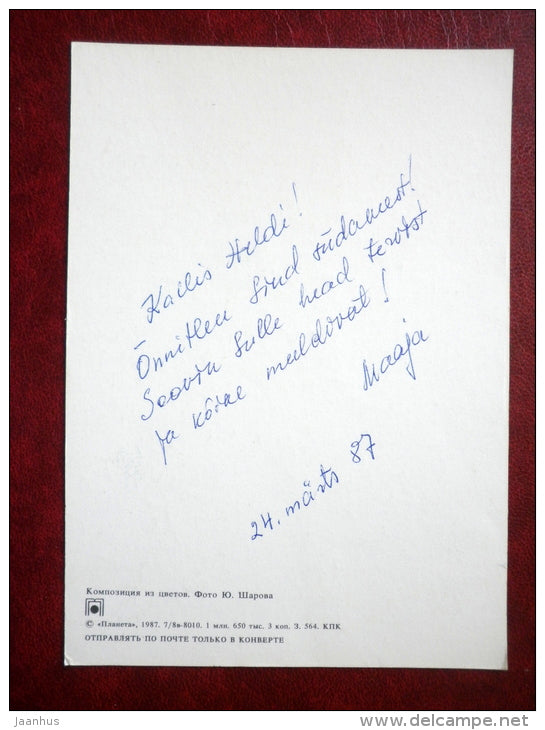 Kallis Heldi!
Õnnitlen Sind südamest!
Soovin Sulle head tervist
ja kõike meeldivat!
Maaja
24. märts 87
Композиция из цветов. Фото Ю. Шарова
© «Планета», 1987. 7/8в-8010. 1 млн. 650 тыс. 3 коп. З. 564. КПК
ОТПРАВЛЯТЬ ПО ПОЧТЕ ТОЛЬКО В КОНВЕРТЕ
jaanhus
www.delcampe.net